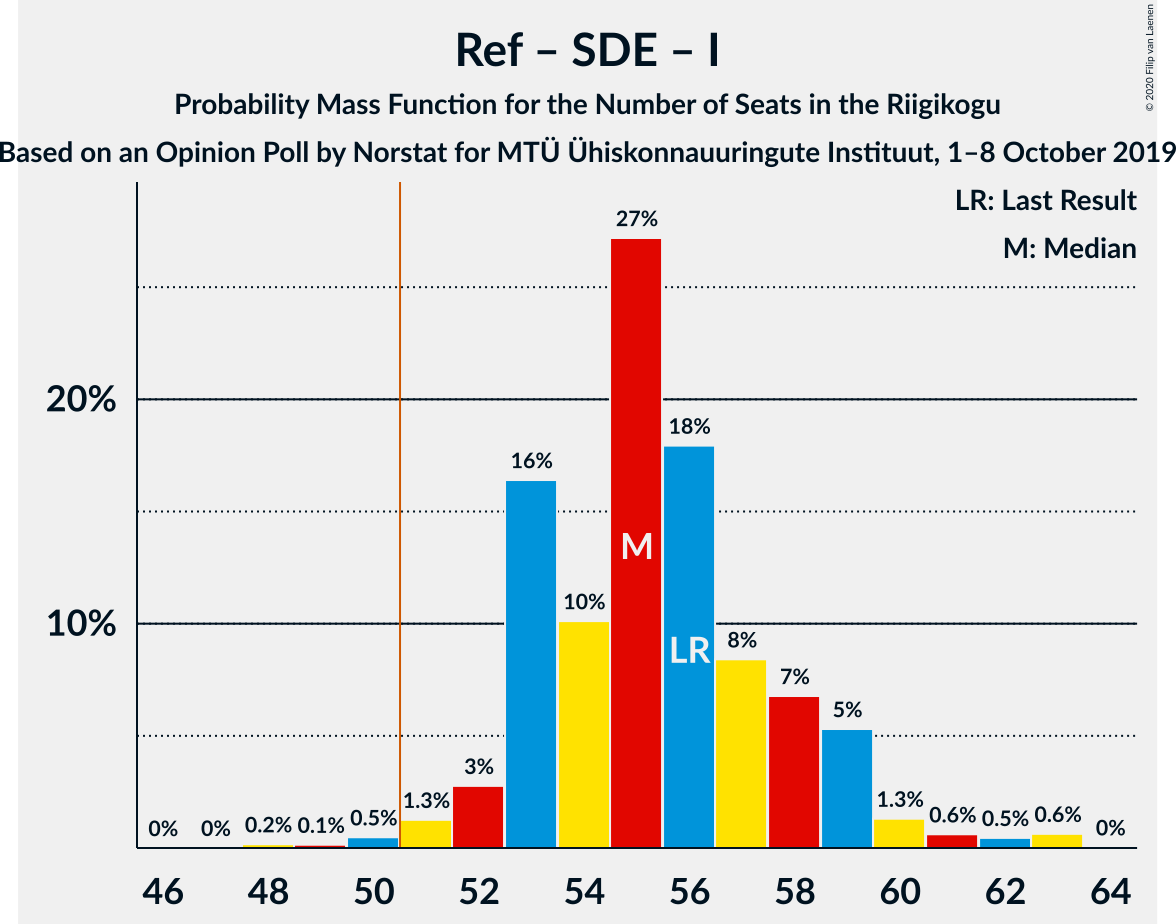 Ref – SDE – I
Probability Mass Function for the Number of Seats in the Riigikogu
Based on an Opinion Poll by Norstat for MTÜ Ühiskonnauuringute Instituut, 1–8 October 2019
© 2020 Filip van Laenen
LR: Last Result
M: Median
27%
20%
18%
16%
M
10%
10%
LR
8%
7%
5%
3%
0% 0% 0.2% 0.1% 0.5% 1.3% 1.3% 0.6% 0.5% 0.6% 0%
46 48 50 52 54 56 58 60 62 64